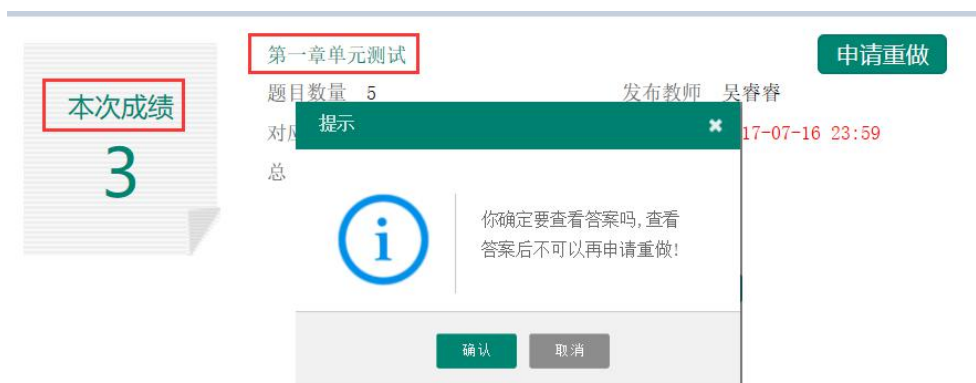 第一章单元测试
申请重做
本次成绩
3
题目数量 5
发布教师 吴睿睿
对
提示
17-07-16 23:59
总
你确定要查看答案吗,查看
答案后不可以再申请重做!
确认
取消